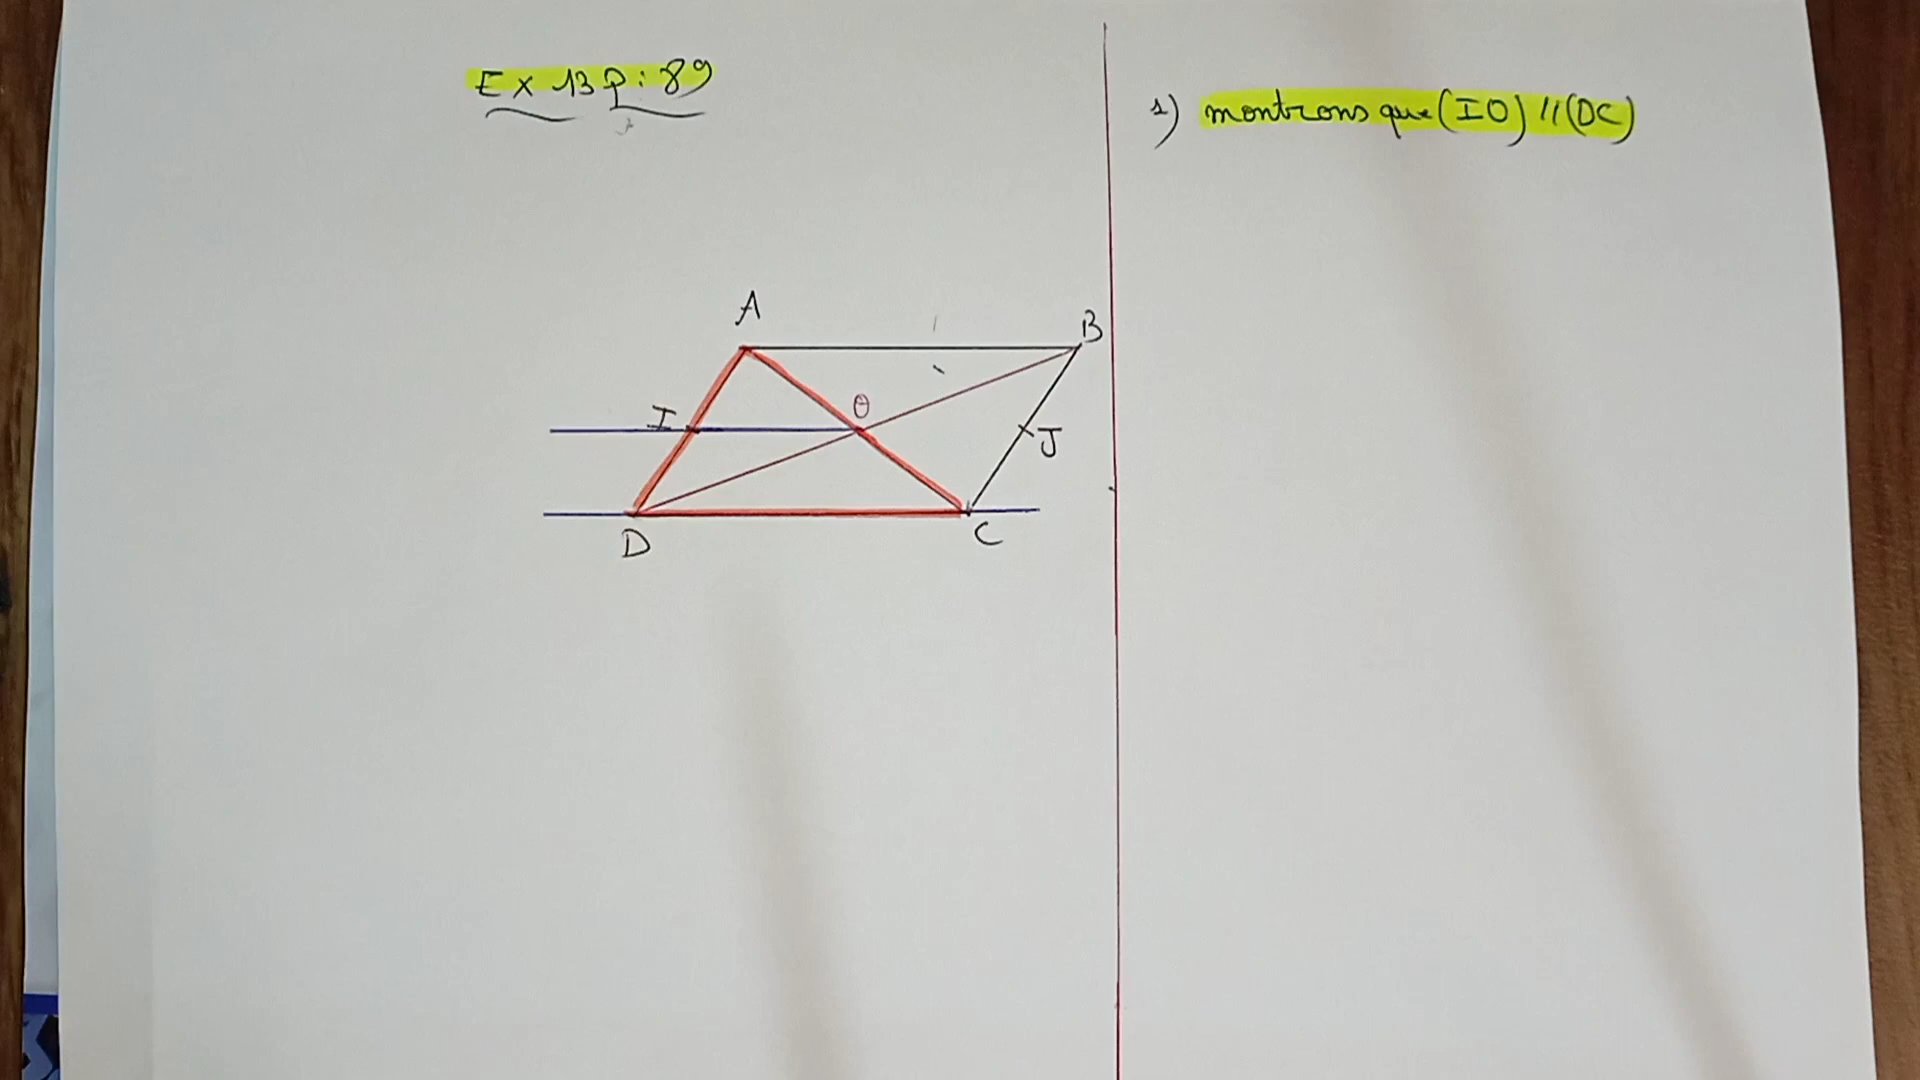 Ex 13 p: 89
1) montrons que (IO) // (DC)
A
B
I
O
J
D
C